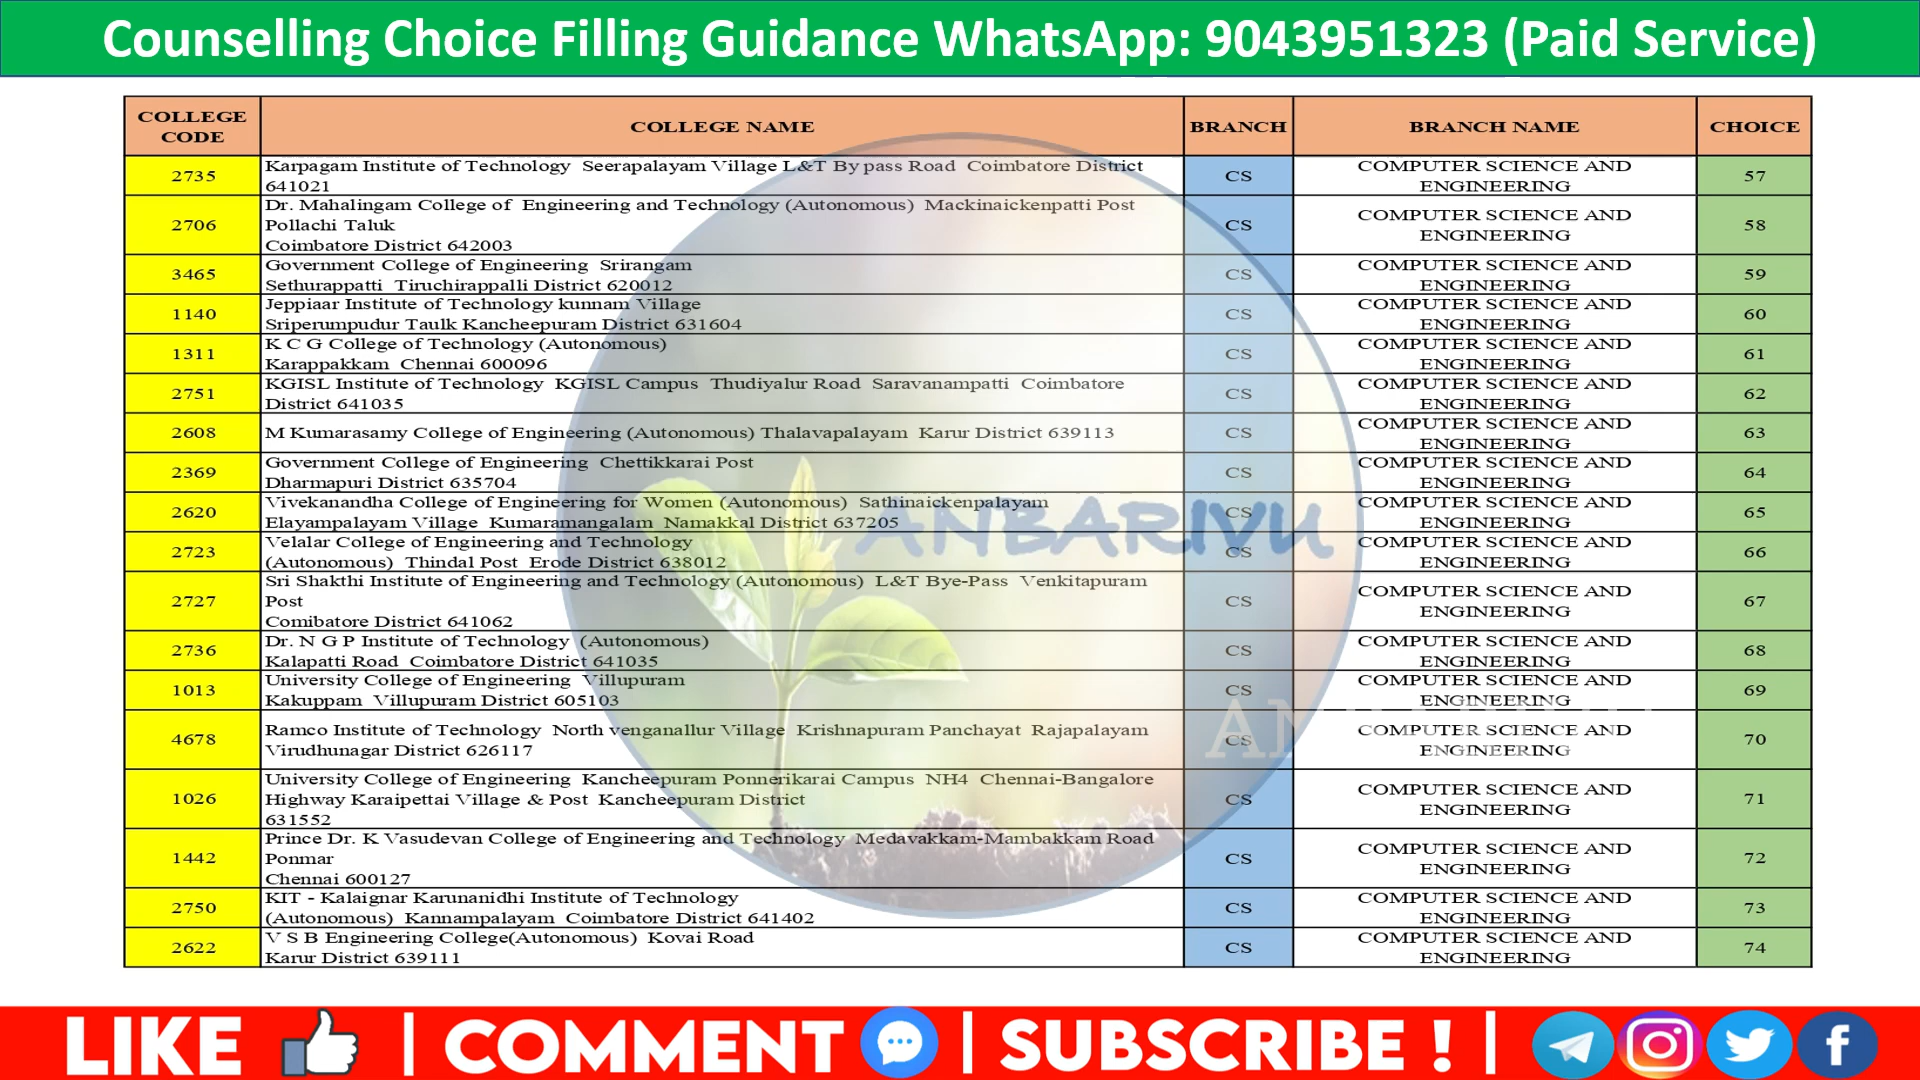 Counselling Choice Filling Guidance WhatsApp: 9043951323 (Paid Service)
COLLEGE CODE COLLEGE NAME BRANCH BRANCH NAME CHOICE
2735 Karpagam Institute of Technology Seerapalayam Village L&T By pass Road Coimbatore District
641021 CS COMPUTER SCIENCE AND
ENGINEERING 57
2706 Dr. Mahalingam College of Engineering and Technology (Autonomous) Mackinaickenpatti Post
Pollachi Taluk
Coimbatore District 642003 CS COMPUTER SCIENCE AND
ENGINEERING 58
3465 Government College of Engineering Srirangam
Sethurappatti Tiruchirappalli District 620012 CS COMPUTER SCIENCE AND
ENGINEERING 59
1140 Jeppiaar Institute of Technology kunnam Village
Sriperumpudur Taulk Kancheepuram District 631604 CS COMPUTER SCIENCE AND
ENGINEERING 60
1311 K C G College of Technology (Autonomous)
Karappakkam Chennai 600096 CS COMPUTER SCIENCE AND
ENGINEERING 61
2751 KGISL Institute of Technology KGISL Campus Thudiyalur Road Saravanampatti Coimbatore
District 641035 CS COMPUTER SCIENCE AND
ENGINEERING 62
2608 M Kumarasamy College of Engineering (Autonomous) Thalavapalayam Karur District 639113 CS COMPUTER SCIENCE AND
ENGINEERING 63
2369 Government College of Engineering Chettikkarai Post
Dharmapuri District 635704 CS COMPUTER SCIENCE AND
ENGINEERING 64
2620 Vivekanandha College of Engineering for Women (Autonomous) Sathinaickenpalayam
Elayampalayam Village Kumaramangalam Namakkal District 637205 CS COMPUTER SCIENCE AND
ENGINEERING 65
2723 Velalar College of Engineering and Technology
(Autonomous) Thindal Post Erode District 638012 CS COMPUTER SCIENCE AND
ENGINEERING 66
2727 Sri Shakthi Institute of Engineering and Technology (Autonomous) L&T Bye-Pass Venkitapuram
Post
Comibatore District 641062 CS COMPUTER SCIENCE AND
ENGINEERING 67
2736 Dr. N G P Institute of Technology (Autonomous)
Kalapatti Road Coimbatore District 641035 CS COMPUTER SCIENCE AND
ENGINEERING 68
1013 University College of Engineering Villupuram
Kakuppam Villupuram District 605103 CS COMPUTER SCIENCE AND
ENGINEERING 69
4678 Ramco Institute of Technology North venganallur Village Krishnapuram Panchayat Rajapalayam
Virudhunagar District 626117 CS COMPUTER SCIENCE AND
ENGINEERING 70
1026 University College of Engineering Kancheepuram Ponnerikarai Campus NH4 Chennai-Bangalore
Highway Karaipettai Village & Post Kancheepuram District
631552 CS COMPUTER SCIENCE AND
ENGINEERING 71
1442 Prince Dr. K Vasudevan College of Engineering and Technology Medavakkam-Mambakkam Road
Ponmar
Chennai 600127 CS COMPUTER SCIENCE AND
ENGINEERING 72
2750 KIT - Kalaignar Karunanidhi Institute of Technology
(Autonomous) Kannampalayam Coimbatore District 641402 CS COMPUTER SCIENCE AND
ENGINEERING 73
2622 V S B Engineering College(Autonomous) Kovai Road
Karur District 639111 CS COMPUTER SCIENCE AND
ENGINEERING 74
ANBARIVU
LIKE | COMMENT | SUBSCRIBE ! |